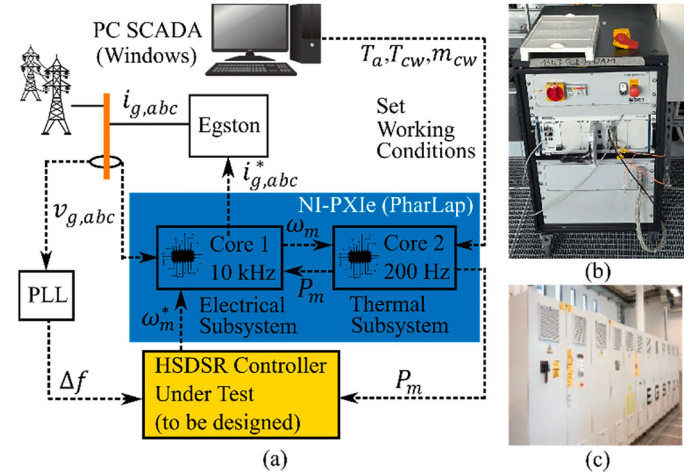 PC SCADA
(Windows)
T_a, T_cw, m_cw
i_g,abc
Egston
Set
Working
Conditions
i*_g,abc
NI-PXIe (PharLap)
v_g,abc
Core 1
10 kHz
ω_m
Core 2
200 Hz
P_m
PLL
ω*_m
Electrical
Subsystem
Thermal
Subsystem
HSDSR Controller
Under Test
(to be designed)
Δf
P_m
(a)
(b)
EGST
(c)